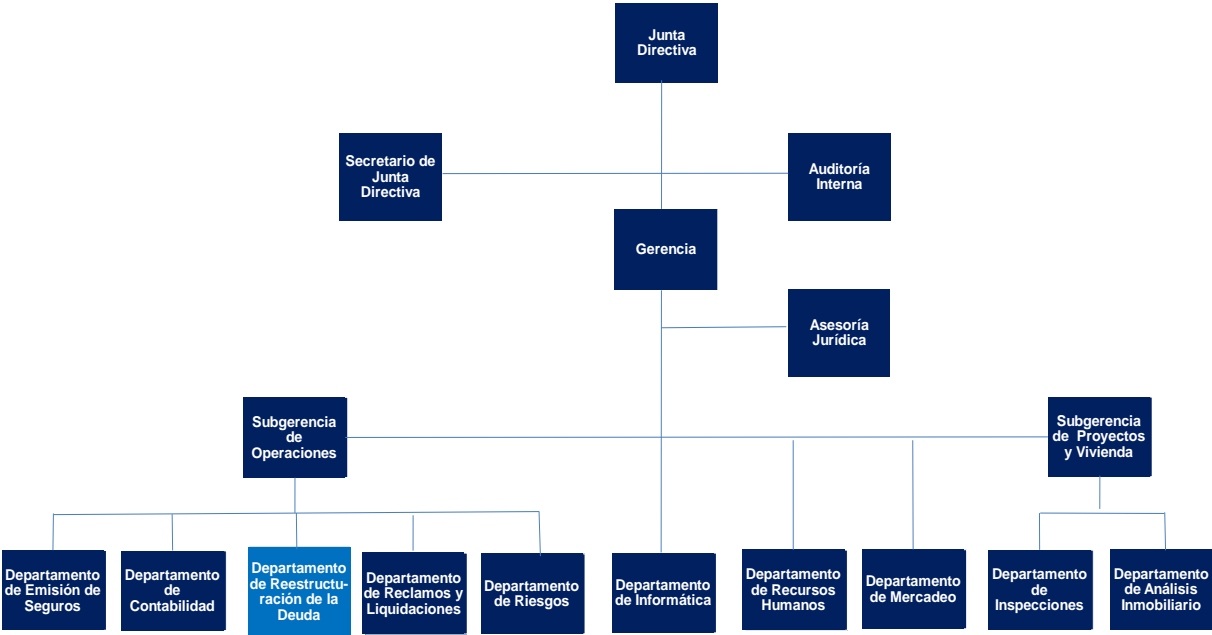 Junta
Directiva
Secretario de
Junta
Directiva
Auditoría
Interna
Gerencia
Asesoría
Jurídica
Subgerencia
de
Operaciones
Subgerencia
de Proyectos
y Vivienda
Departamento
de Emisión de
Seguros
Departamento
de
Contabilidad
Departamento
de Reestructu-
ración de la
Deuda
Departamento
de Reclamos y
Liquidaciones
Departamento
de Riesgos
Departamento
de Informática
Departamento
de Recursos
Humanos
Departamento
de Mercadeo
Departamento
de
Inspecciones
Departamento
de Análisis
Inmobiliario